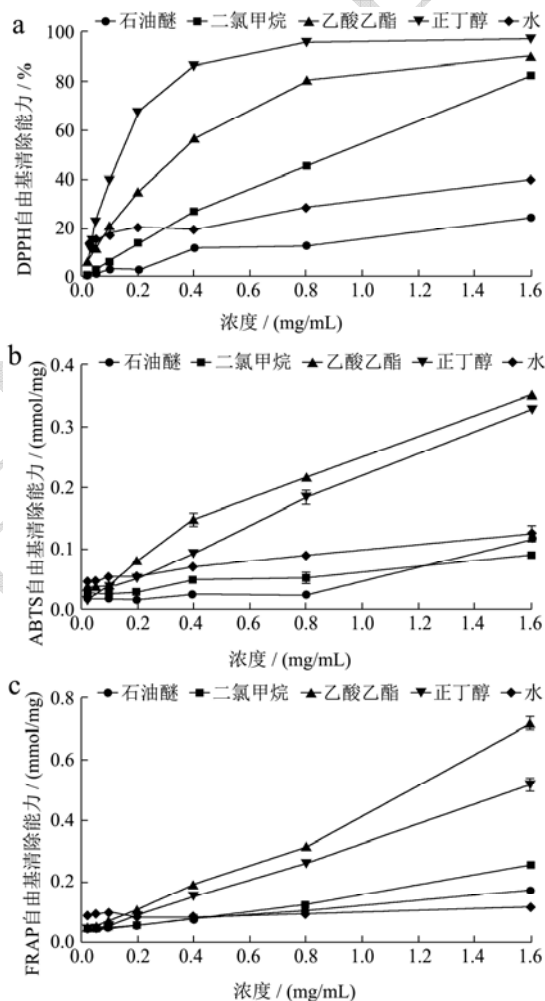 a
石油醚 二氯甲烷 乙酸乙酯 正丁醇 水
100
80
60
40
20
0
DPPH自由基清除能力 / %
0.0 0.2 0.4 0.6 0.8 1.0 1.2 1.4 1.6
浓度 / (mg/mL)
b
石油醚 二氯甲烷 乙酸乙酯 正丁醇 水
0.4
0.3
0.2
0.1
0.0
ABTS自由基清除能力 / (mmol/mg)
0.0 0.2 0.4 0.6 0.8 1.0 1.2 1.4 1.6
浓度 / (mg/mL)
c
石油醚 二氯甲烷 乙酸乙酯 正丁醇 水
0.8
0.6
0.4
0.2
0.0
FRAP自由基清除能力 / (mmol/mg)
0.0 0.2 0.4 0.6 0.8 1.0 1.2 1.4 1.6
浓度 / (mg/mL)